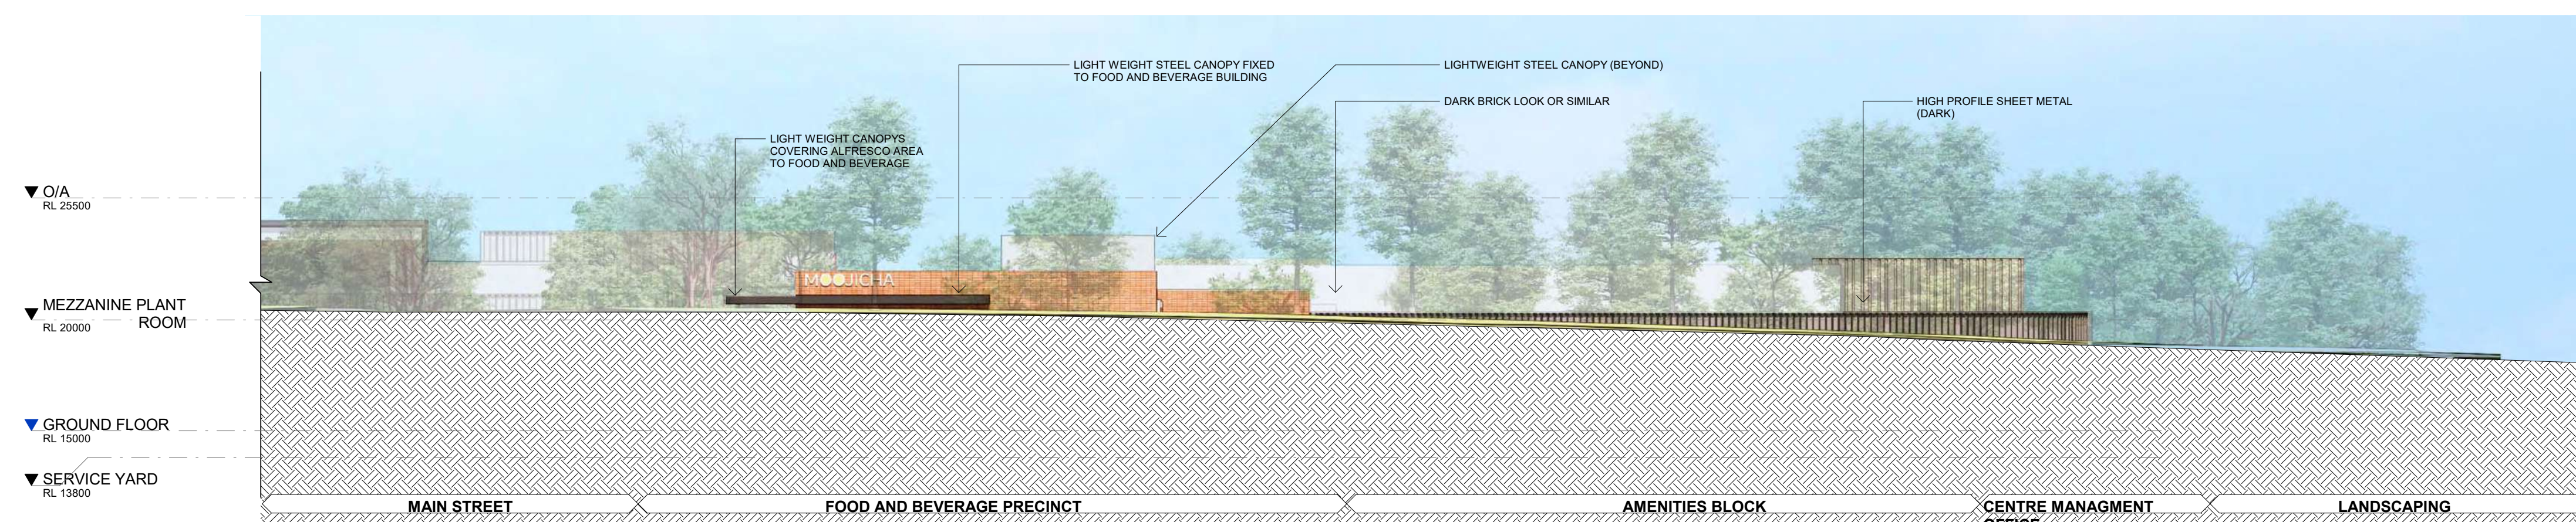 LIGHT WEIGHT STEEL CANOPY FIXED
TO FOOD AND BEVERAGE BUILDING
LIGHTWEIGHT STEEL CANOPY (BEYOND)
DARK BRICK LOOK OR SIMILAR
HIGH PROFILE SHEET METAL
(DARK)
LIGHT WEIGHT CANOPYS
COVERING ALFRESCO AREA
TO FOOD AND BEVERAGE
O/A
RL 25500
MOOJICHA
MEZZANINE PLANT
ROOM
RL 20000
GROUND FLOOR
RL 15000
SERVICE YARD
RL 13800
MAIN STREET
FOOD AND BEVERAGE PRECINCT
AMENITIES BLOCK
CENTRE MANAGMENT
OFFICE
LANDSCAPING